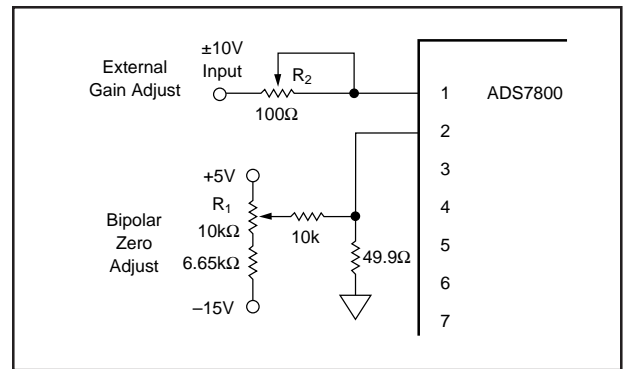 ±10V
Input
External
Gain Adjust
R2
100Ω
1
ADS7800
2
3
4
5
6
7
+5V
R1
10kΩ
10k
6.65kΩ
49.9Ω
–15V
Bipolar
Zero
Adjust